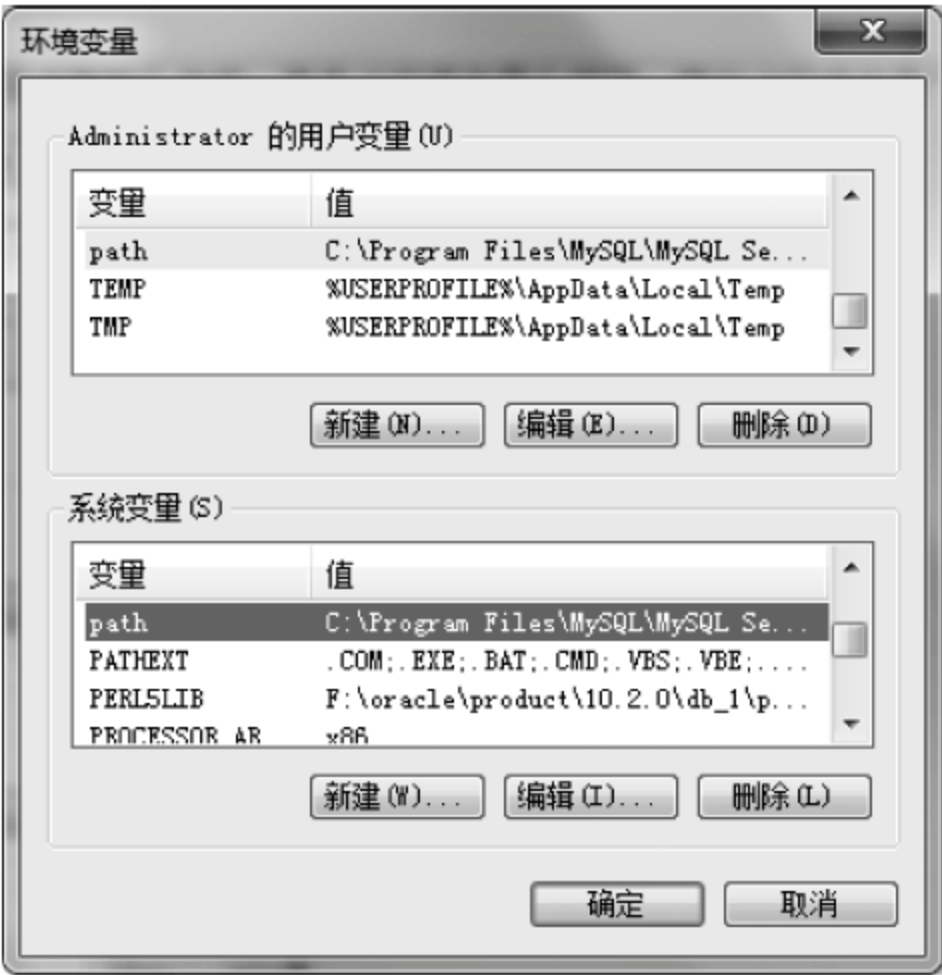 环境变量
Administrator 的用户变量(U)
变量 值
path C:\Program Files\MySQL\MySQL Se...
TEMP %USERPROFILE%\AppData\Local\Temp
TMP %USERPROFILE%\AppData\Local\Temp
新建(N)... 编辑(E)... 删除(D)
系统变量(S)
变量 值
path C:\Program Files\MySQL\MySQL Se...
PATHEXT .COM;.EXE;.BAT;.CMD;.VBS;.VBE;....
PERL5LIB F:\oracle\product\10.2.0\db_1\p...
PROCESSOR_AR x86
新建(W)... 编辑(I)... 删除(L)
确定 取消